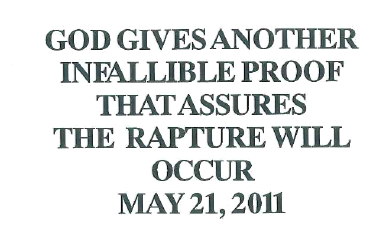 GOD GIVES ANOTHER
INFALLIBLE PROOF
THAT ASSURES
THE RAPTURE WILL
OCCUR
MAY 21, 2011